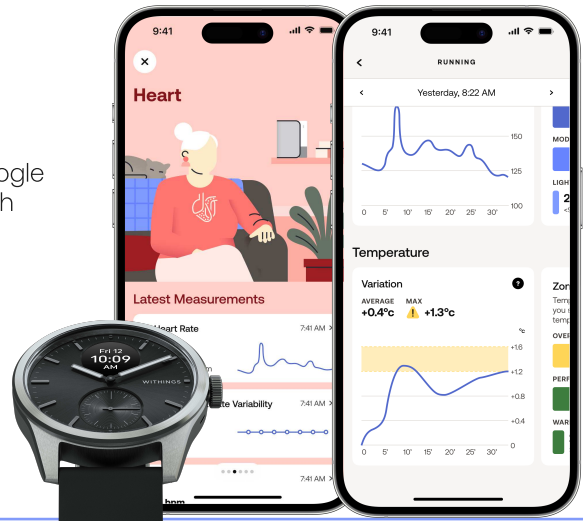 9:41
Heart
Latest Measurements
Heart Rate
7:41 AM
te Variability
7:41 AM
7:41 AM
bpm
Fri 12
10:09
AM
WITHINGS
9:41
RUNNING
Yesterday, 8:22 AM
150
125
100
0 5' 10' 15' 20' 25' 30'
MOD
LIGH
2
Temperature
Variation
?
AVERAGE MAX
+0.4°c +1.3°c
°c
+1.6
+1.2
+0.8
+0.4
0
0 5' 10' 15' 20' 25' 30'
Zon
Temp
you s
temp
OVER
PERF
WAR
ogle
h